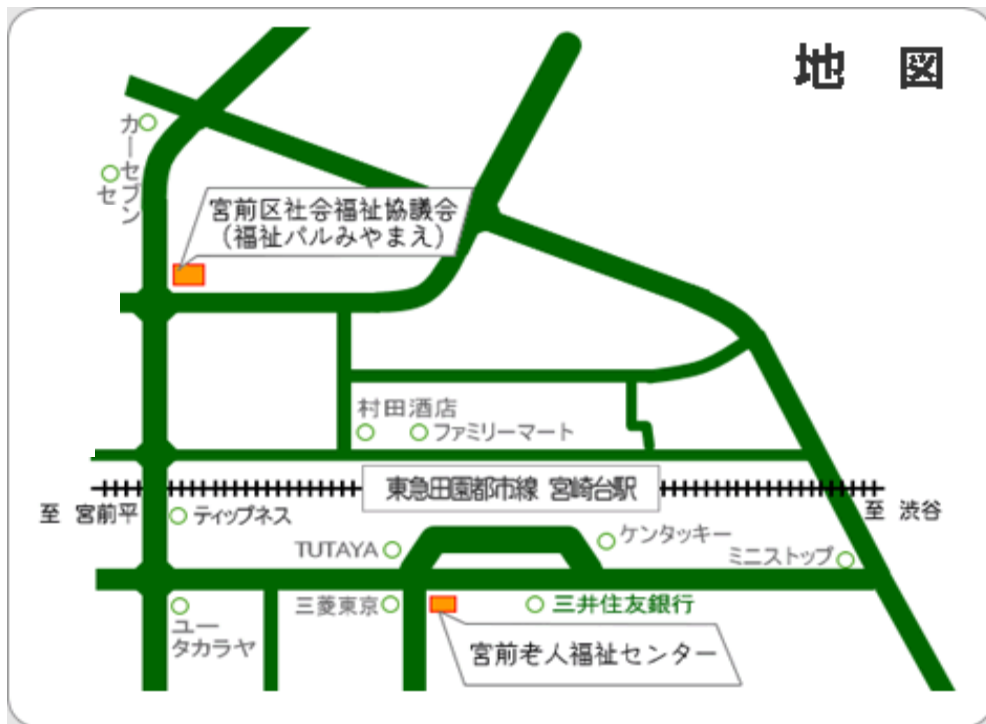 地 図
カーセブン
セ
宮前区社会福祉協議会
(福祉パルみやまえ)
村田酒店
ファミリーマート
東急田園都市線 宮崎台駅
至 宮前平
至 渋谷
ティップネス
TUTAYA
ケンタッキー
ミニストップ
三菱東京
三井住友銀行
ユー
タカラヤ
宮前老人福祉センター